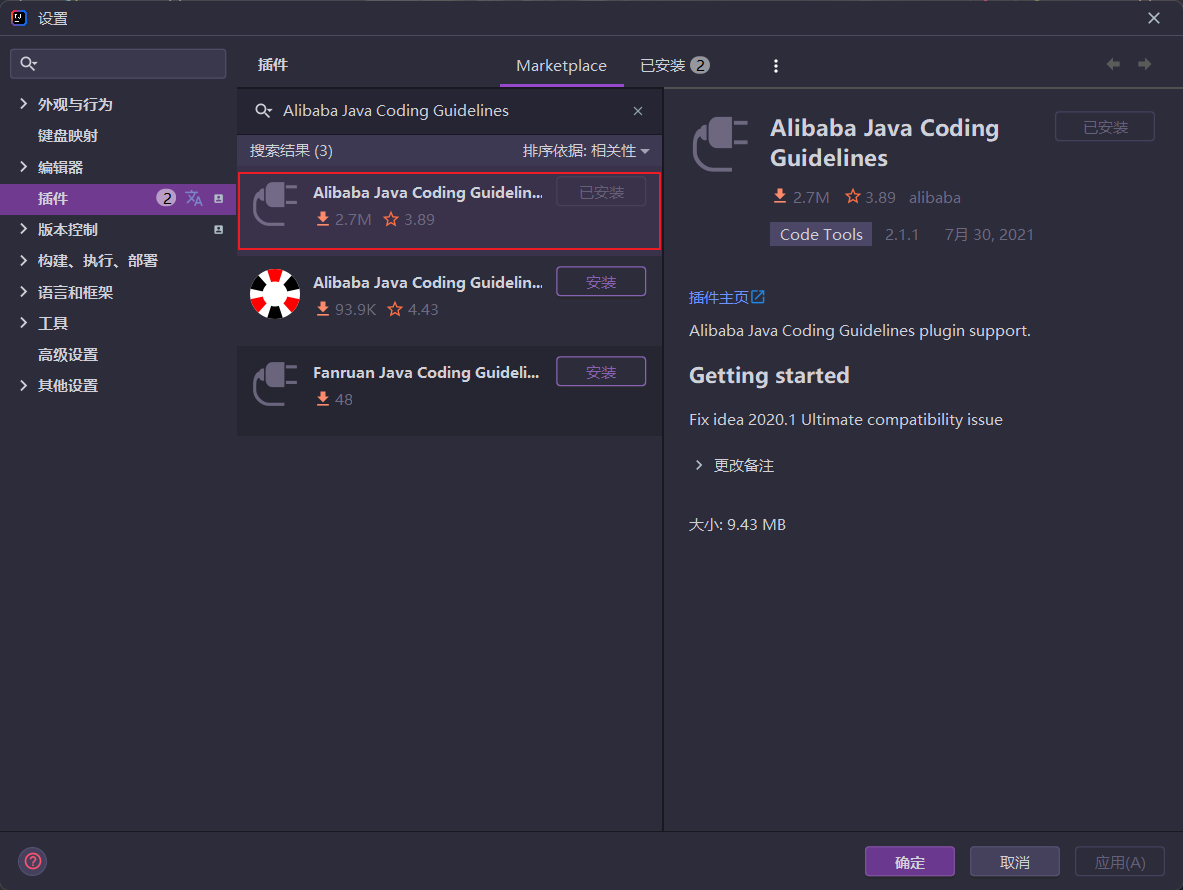 设置
外观与行为
键盘映射
编辑器
插件 2
版本控制
构建、执行、部署
语言和框架
工具
高级设置
其他设置
插件
Marketplace
已安装 2
Alibaba Java Coding Guidelines
搜索结果 (3)
排序依据: 相关性
Alibaba Java Coding Guidelin...
已安装
2.7M 3.89
Alibaba Java Coding Guidelin...
安装
93.9K 4.43
Fanruan Java Coding Guideli...
安装
48
Alibaba Java Coding
Guidelines
已安装
2.7M 3.89 alibaba
Code Tools 2.1.1 7月 30, 2021
插件主页
Alibaba Java Coding Guidelines plugin support.
Getting started
Fix idea 2020.1 Ultimate compatibility issue
更改备注
大小: 9.43 MB
确定
取消
应用(A)